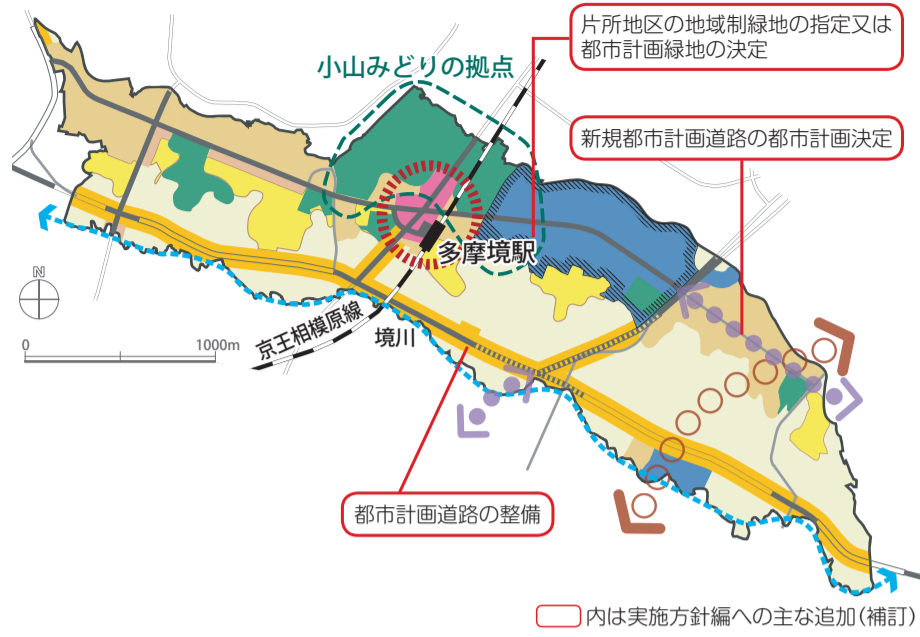 片所地区の地域制緑地の指定又は
都市計画緑地の決定
小山みどりの拠点
新規都市計画道路の都市計画決定
多摩境駅
N
京王相模原線
境川
0 1000m
都市計画道路の整備
内は実施方針編への主な追加(補訂)